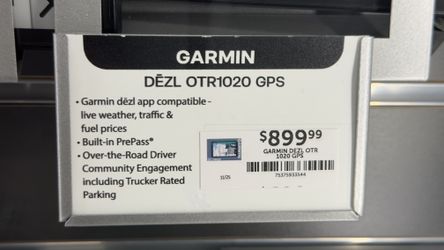 GARMIN
DĒZL OTR1020 GPS
• Garmin dēzl app compatible -
live weather, traffic &
fuel prices
• Built-in PrePass®
• Over-the-Road Driver
Community Engagement
including Trucker Rated
Parking
$899.99
GARMIN DEZL OTR
1020 GPS
11/25
75375933544